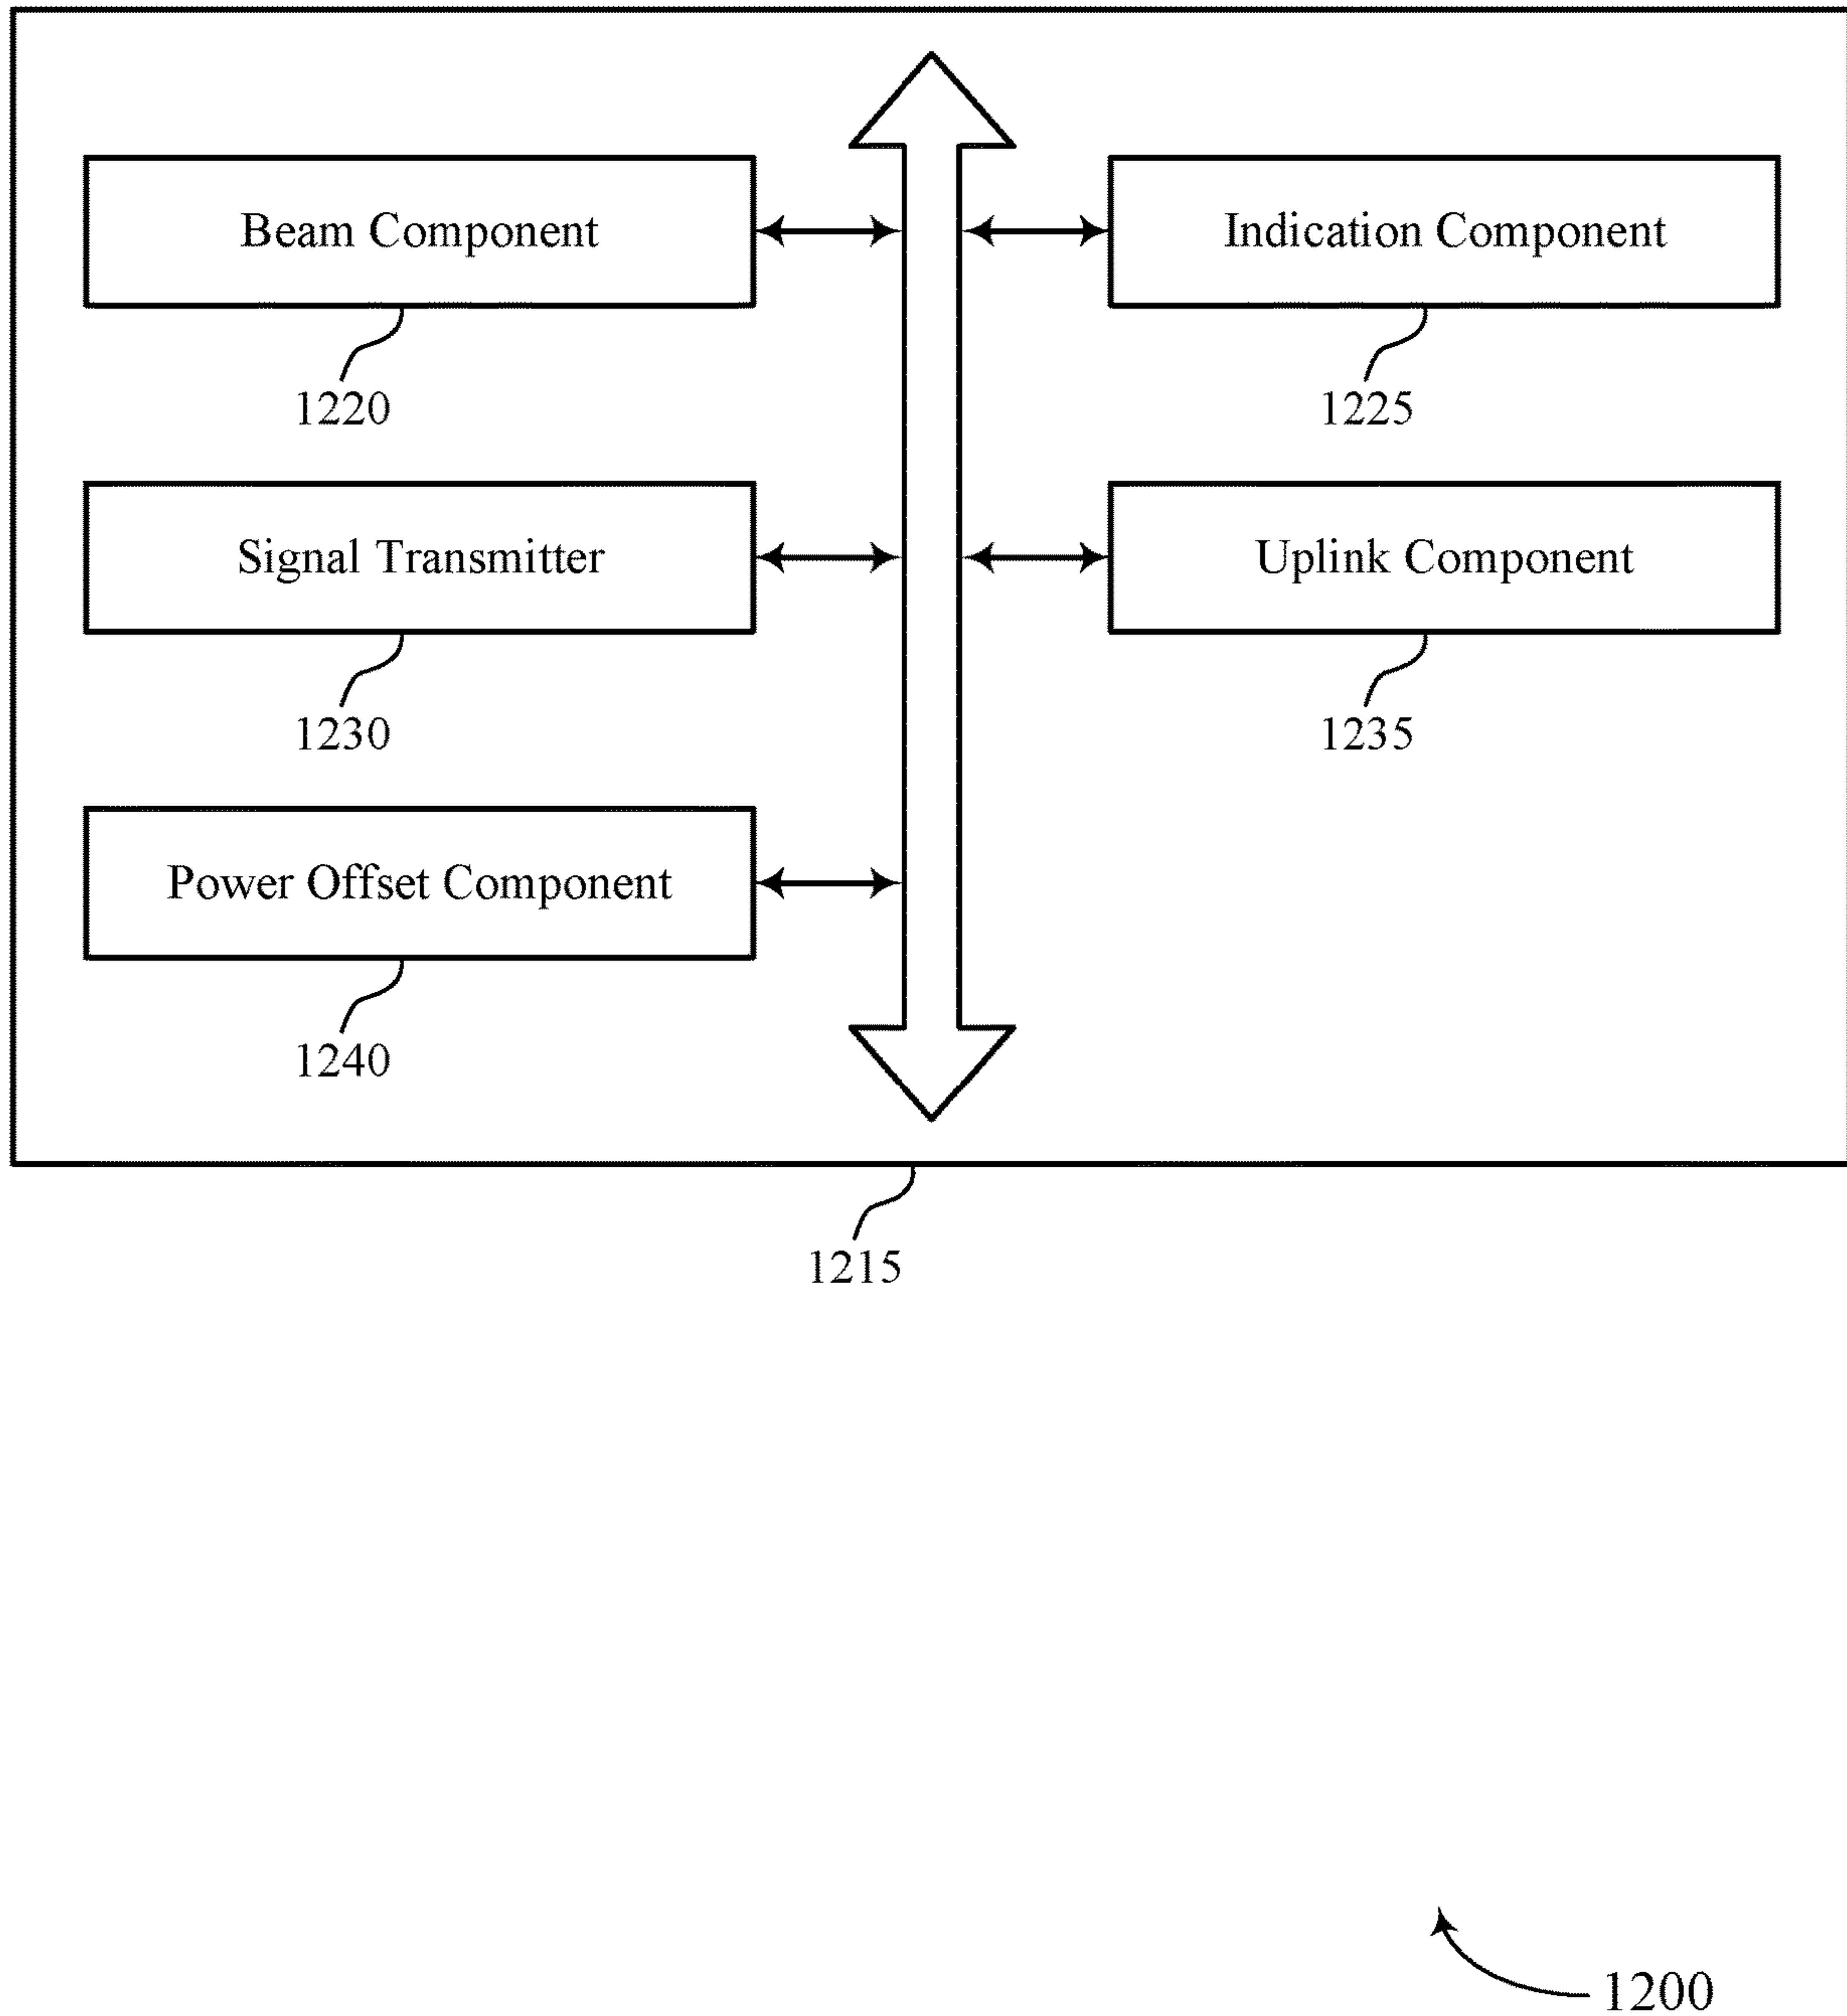 Beam Component
Indication Component
1220
1225
Signal Transmitter
Uplink Component
1230
1235
Power Offset Component
1240
1215
1200